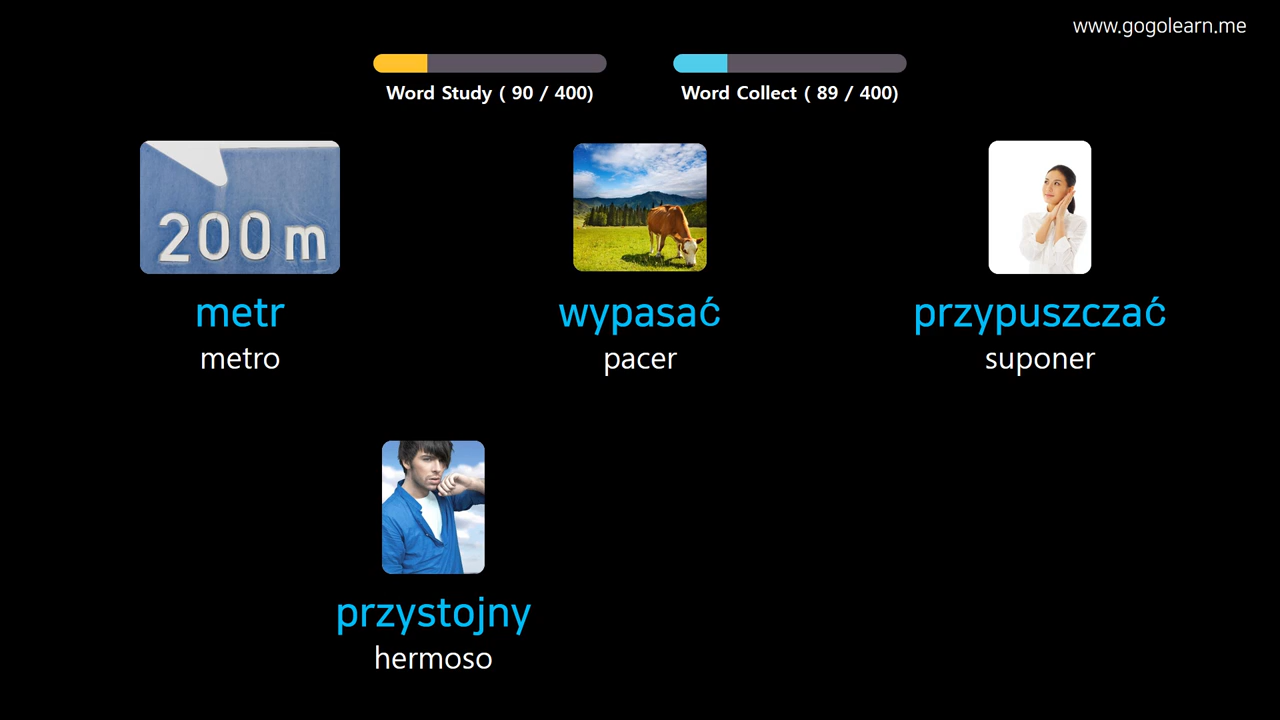 www.gogolearn.me
Word Study ( 90 / 400)
Word Collect ( 89 / 400)
200 m
metr
metro
wypasać
pacer
przypuszczać
suponer
przystojny
hermoso